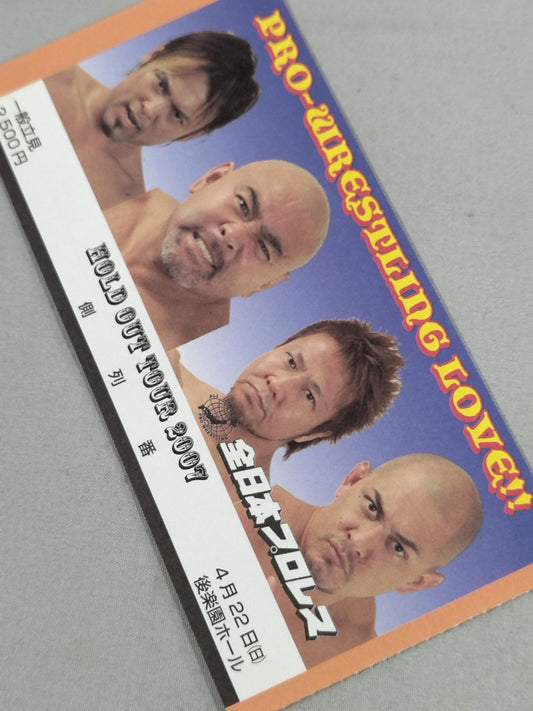 PRO-WRESTLING LOVE!!
全日本プロレス
HOLD OUT TOUR 2007
4月22日(日)
後楽園ホール
側 列 番
一般立見
2,500円